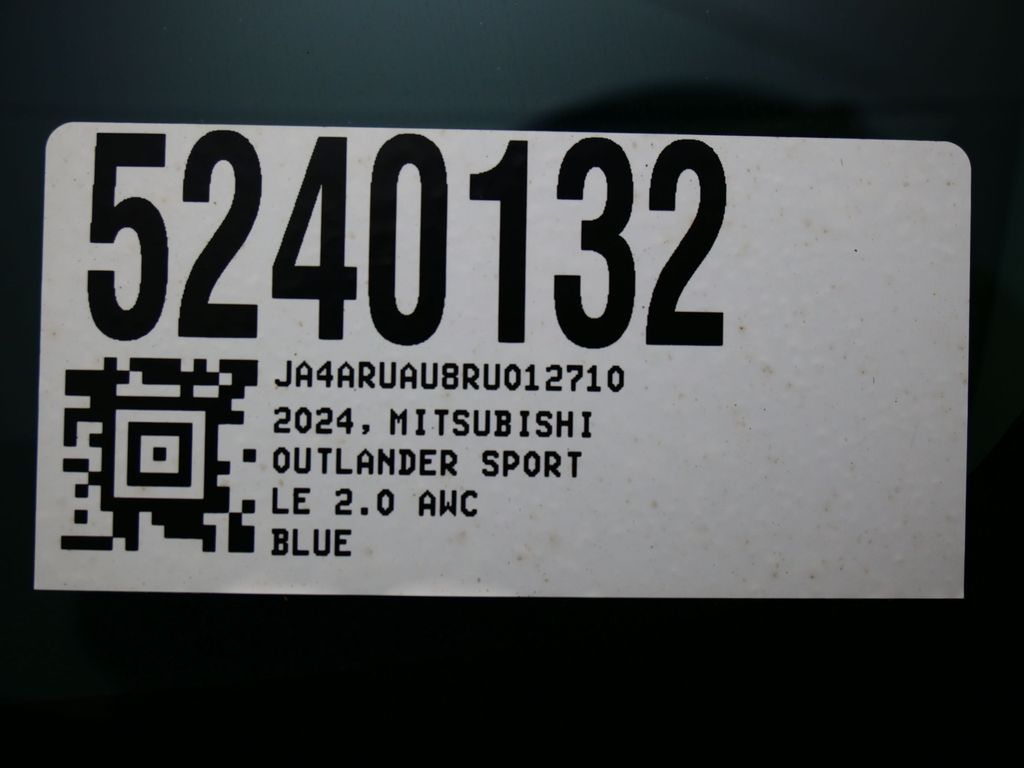 5240132
JA4ARUAU8RU012710
2024, MITSUBISHI
OUTLANDER SPORT
LE 2.0 AWC
BLUE